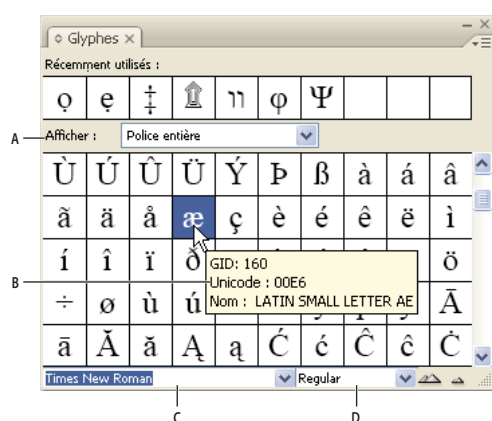 Glyphes ×
Récemment utilisés :
ọ ẹ ‡ װ φ Ψ
A
Afficher : Police entière
Ù Ú Û Ü Ý Þ ß à á â
ã ä å æ ç è é ê ë ì
í î ï ð ö
GID: 160
B
Unicode : 00E6
Nom : LATIN SMALL LETTER AE
÷ ø ù ú Ā
ā Ă ă Ą ą Ć ć Ĉ ĉ Ċ
Times New Roman Regular
C D